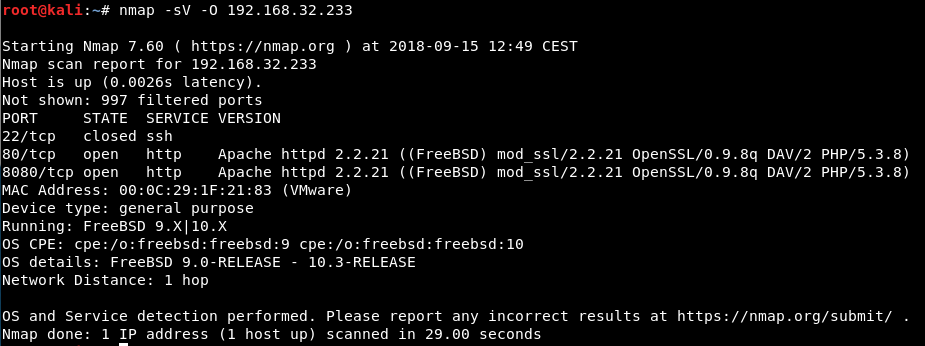 root@kali:~# nmap -sV -O 192.168.32.233
Starting Nmap 7.60 ( https://nmap.org ) at 2018-09-15 12:49 CEST
Nmap scan report for 192.168.32.233
Host is up (0.0026s latency).
Not shown: 997 filtered ports
PORT     STATE  SERVICE VERSION
22/tcp   closed ssh
80/tcp   open   http    Apache httpd 2.2.21 ((FreeBSD) mod_ssl/2.2.21 OpenSSL/0.9.8q DAV/2 PHP/5.3.8)
8080/tcp open   http    Apache httpd 2.2.21 ((FreeBSD) mod_ssl/2.2.21 OpenSSL/0.9.8q DAV/2 PHP/5.3.8)
MAC Address: 00:0C:29:1F:21:83 (VMware)
Device type: general purpose
Running: FreeBSD 9.X|10.X
OS CPE: cpe:/o:freebsd:freebsd:9 cpe:/o:freebsd:freebsd:10
OS details: FreeBSD 9.0-RELEASE - 10.3-RELEASE
Network Distance: 1 hop
OS and Service detection performed. Please report any incorrect results at https://nmap.org/submit/ .
Nmap done: 1 IP address (1 host up) scanned in 29.00 seconds